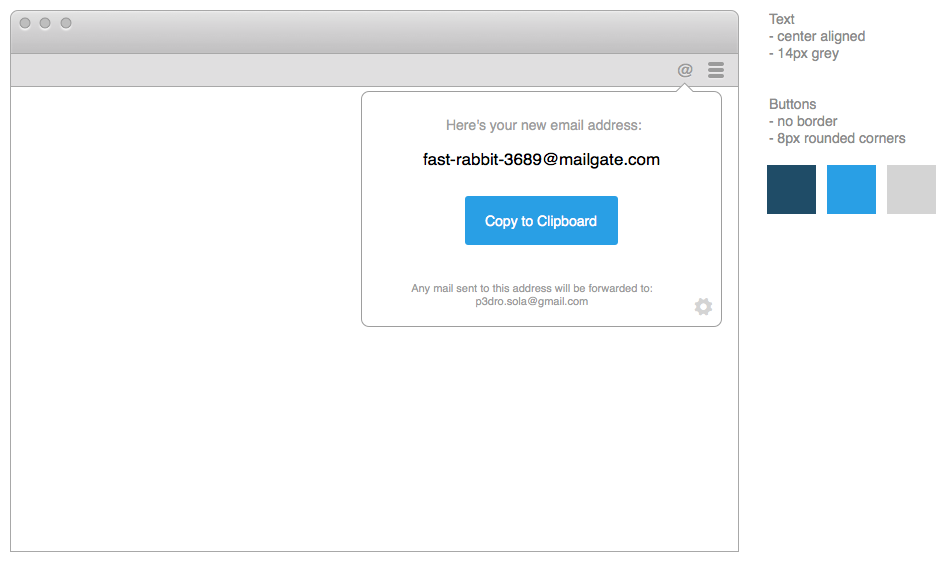 @
Here's your new email address:
fast-rabbit-3689@mailgate.com
Copy to Clipboard
Any mail sent to this address will be forwarded to:
p3dro.sola@gmail.com
Text
- center aligned
- 14px grey
Buttons
- no border
- 8px rounded corners